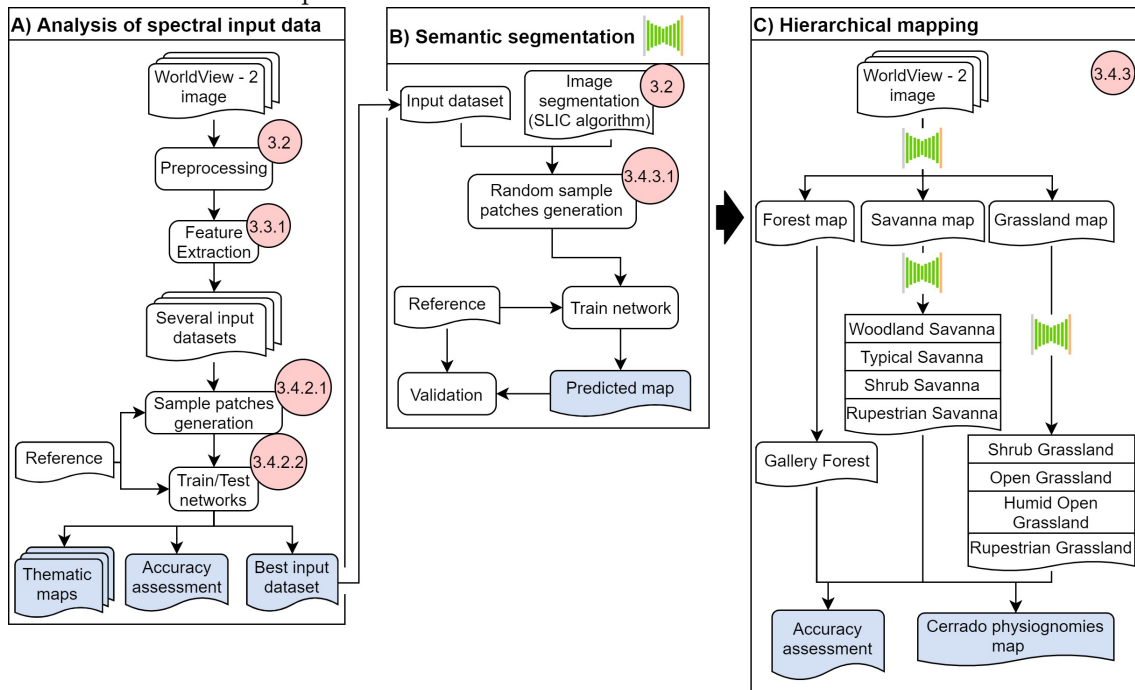 A) Analysis of spectral input data
WorldView - 2
image
3.2
Preprocessing
3.3.1
Feature
Extraction
Several input
datasets
3.4.2.1
Sample patches
generation
Reference
3.4.2.2
Train/Test
networks
Thematic
maps
Accuracy
assessment
Best input
dataset
B) Semantic segmentation
Input dataset
Image
segmentation
(SLIC algorithm)
3.2
3.4.3.1
Random sample
patches generation
Reference
Train network
Validation
Predicted map
C) Hierarchical mapping
WorldView - 2
image
3.4.3
Forest map
Savanna map
Grassland map
Woodland Savanna
Typical Savanna
Shrub Savanna
Rupestrian Savanna
Gallery Forest
Shrub Grassland
Open Grassland
Humid Open
Grassland
Rupestrian Grassland
Accuracy
assessment
Cerrado physiognomies
map